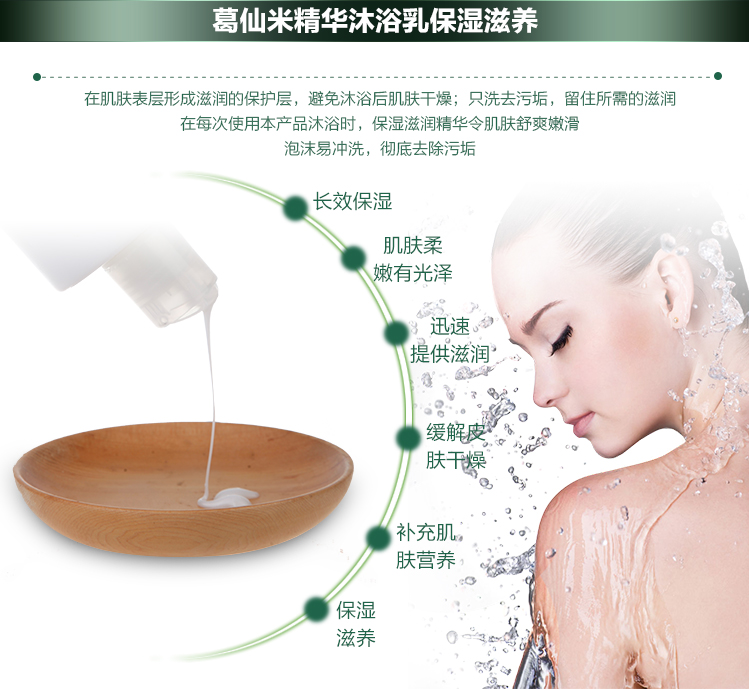 葛仙米精华沐浴乳保湿滋养
在肌肤表层形成滋润的保护层，避免沐浴后肌肤干燥；只洗去污垢，留住所需的滋润
在每次使用本产品沐浴时，保湿滋润精华令肌肤舒爽嫩滑
泡沫易冲洗，彻底去除污垢
长效保湿
肌肤柔
嫩有光泽
迅速
提供滋润
缓解皮
肤干燥
补充肌
肤营养
保湿
滋养